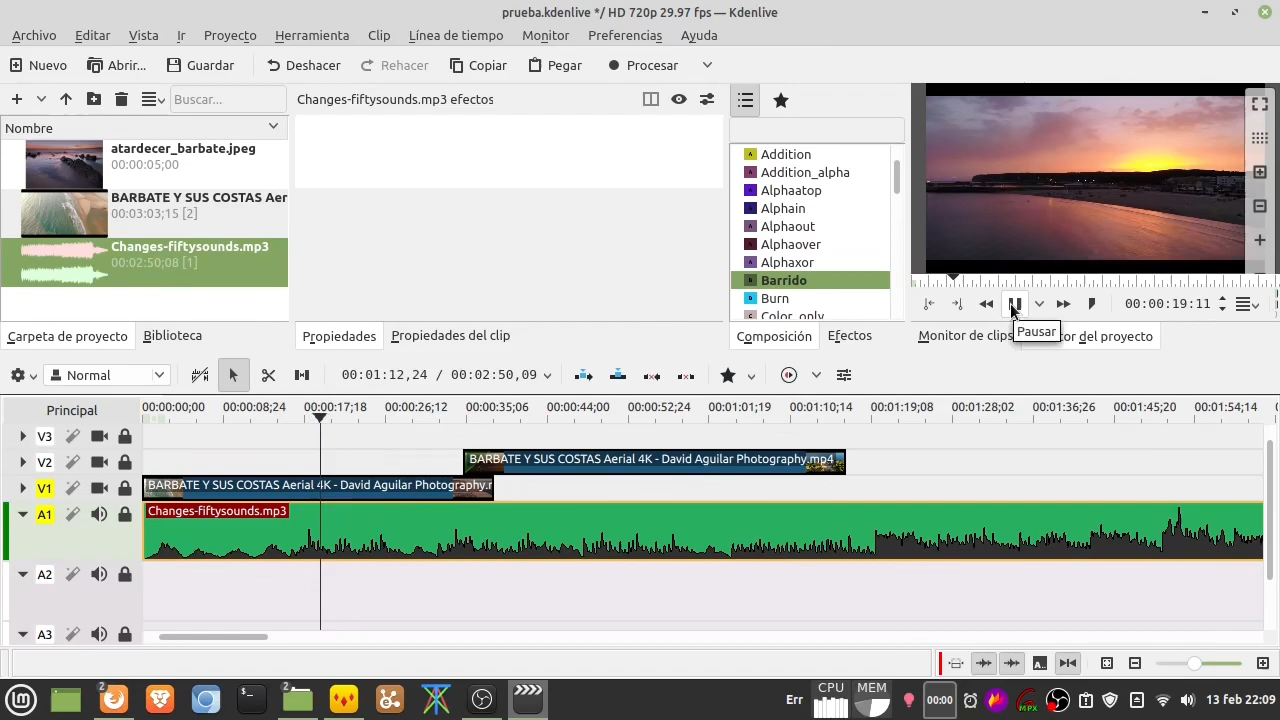 prueba.kdenlive */ HD 720p 29.97 fps — Kdenlive
Archivo Editar Vista Ir Proyecto Herramienta Clip Línea de tiempo Monitor Preferencias Ayuda
Nuevo Abrir... Guardar Deshacer Rehacer Copiar Pegar Procesar
Buscar...
Changes-fiftysounds.mp3 efectos
Nombre
atardecer_barbate.jpeg
00:00:05;00
BARBATE Y SUS COSTAS Aer
00:03:03;15 [2]
Changes-fiftysounds.mp3
00:02:50;08 [1]
Addition
Addition_alpha
Alphaatop
Alphain
Alphaout
Alphaover
Alphaxor
Barrido
Burn
Color_only
00:00:19:11
Pausar
Carpeta de proyecto Biblioteca
Propiedades Propiedades del clip
Composición Efectos
Monitor de clips tor del proyecto
Normal
00:01:12,24 / 00:02:50,09
Principal
00:00:00;00 00:00:08;24 00:00:17;18 00:00:26;12 00:00:35;06 00:00:44;00 00:00:52;24 00:01:01;19 00:01:10;14 00:01:19;08 00:01:28;02 00:01:36;26 00:01:45;20 00:01:54;14
V3
V2
BARBATE Y SUS COSTAS Aerial 4K - David Aguilar Photography.mp4
V1
BARBATE Y SUS COSTAS Aerial 4K - David Aguilar Photography.r
A1
Changes-fiftysounds.mp3
A2
A3
2
2
Err
CPU
MEM
00:00
MPX
13 feb 22:09